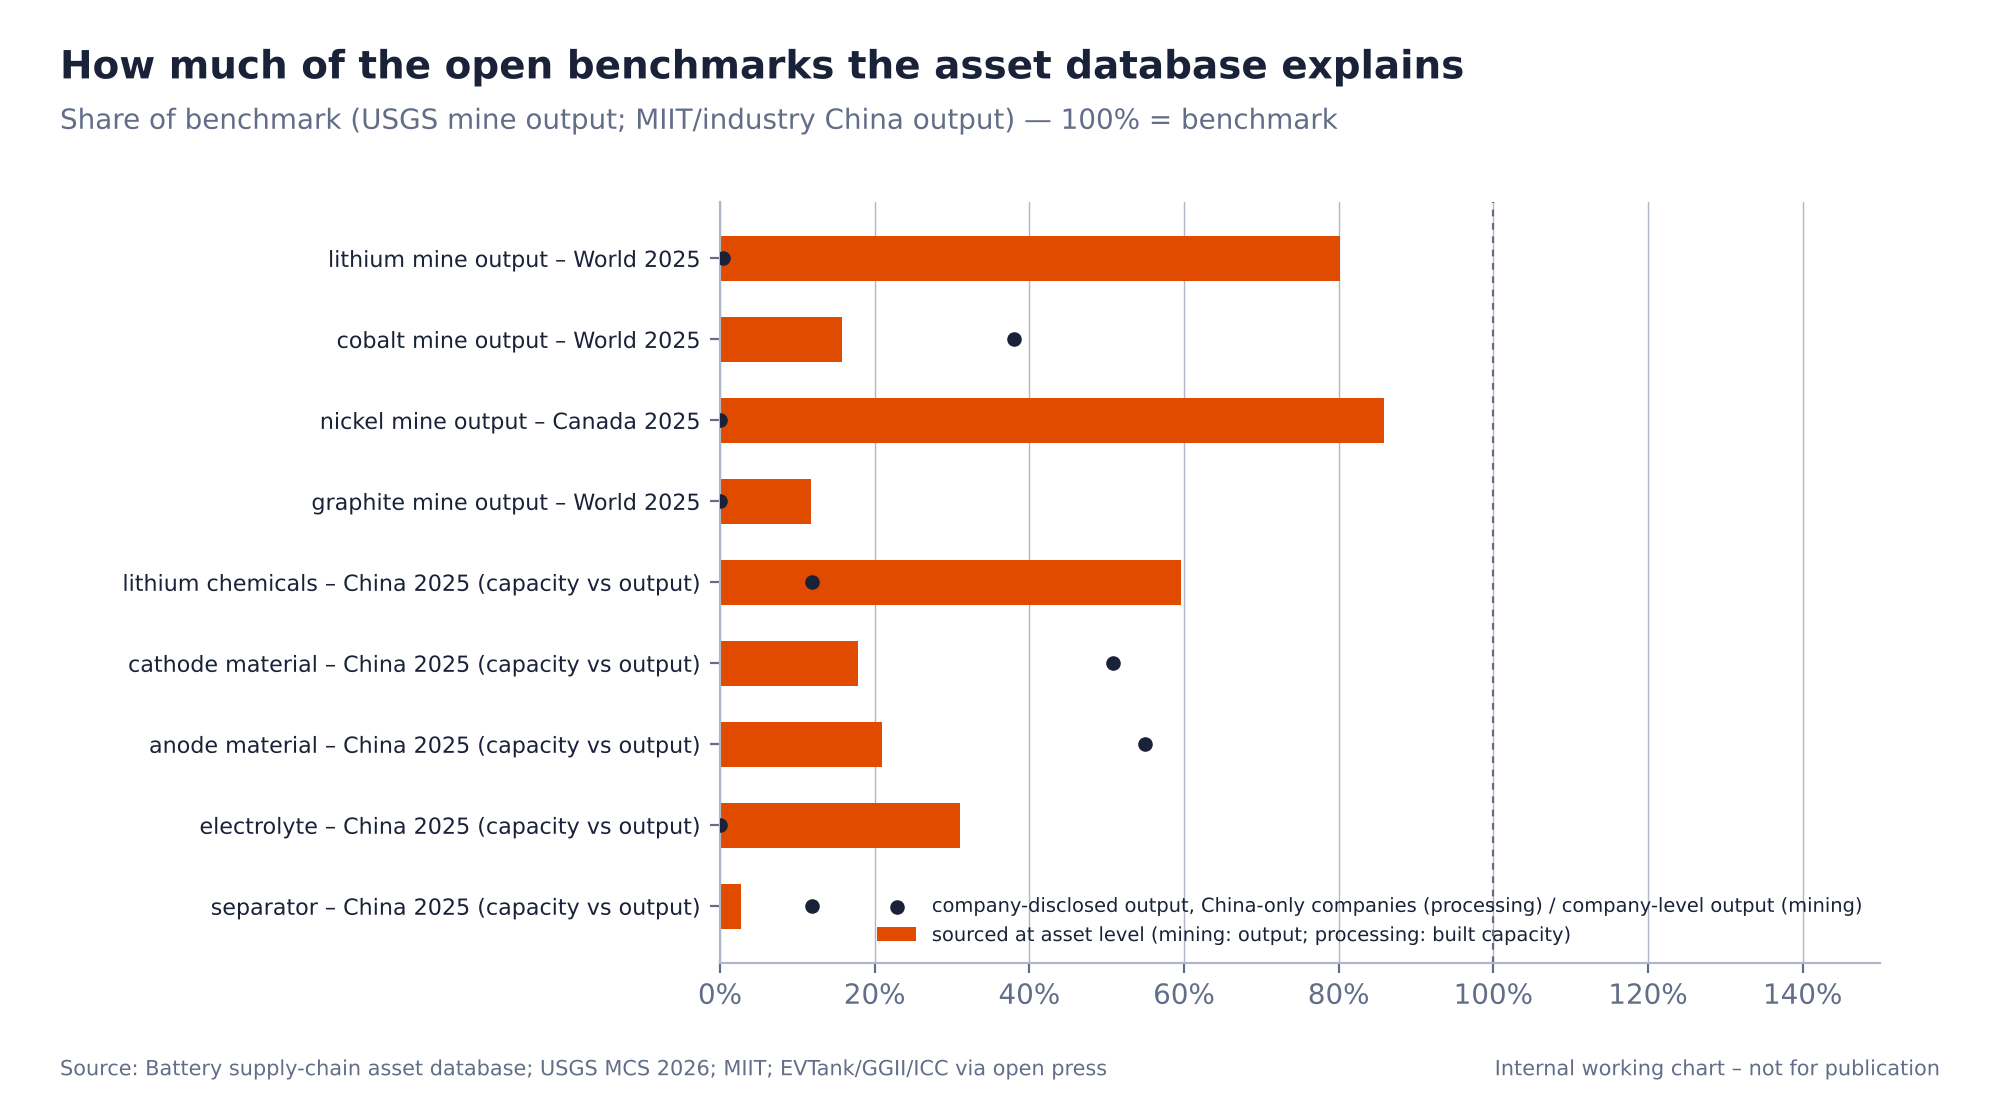 How much of the open benchmarks the asset database explains
Share of benchmark (USGS mine output; MIIT/industry China output) — 100% = benchmark
lithium mine output – World 2025
cobalt mine output – World 2025
nickel mine output – Canada 2025
graphite mine output – World 2025
lithium chemicals – China 2025 (capacity vs output)
cathode material – China 2025 (capacity vs output)
anode material – China 2025 (capacity vs output)
electrolyte – China 2025 (capacity vs output)
separator – China 2025 (capacity vs output)
company-disclosed output, China-only companies (processing) / company-level output (mining)
sourced at asset level (mining: output; processing: built capacity)
0% 20% 40% 60% 80% 100% 120% 140%
Source: Battery supply-chain asset database; USGS MCS 2026; MIIT; EVTank/GGII/ICC via open press
Internal working chart – not for publication